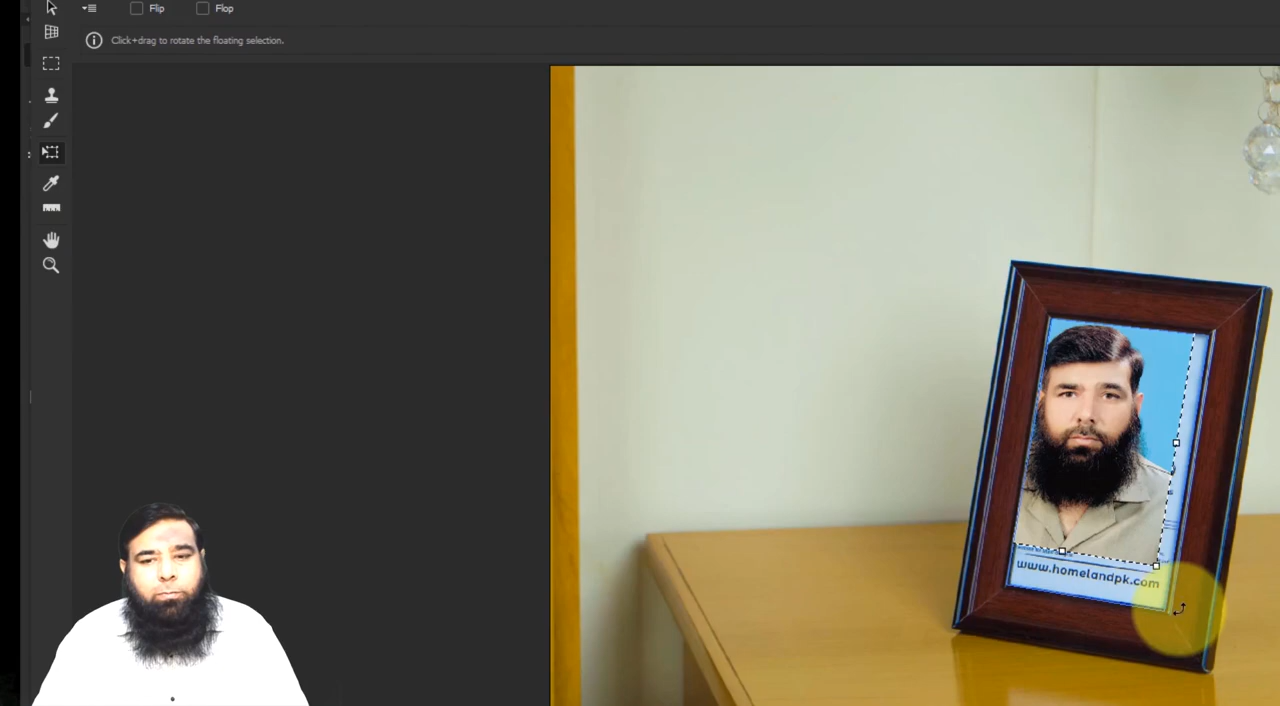 Flip
Flop
Click+drag to rotate the floating selection.
www.homelandpk.com